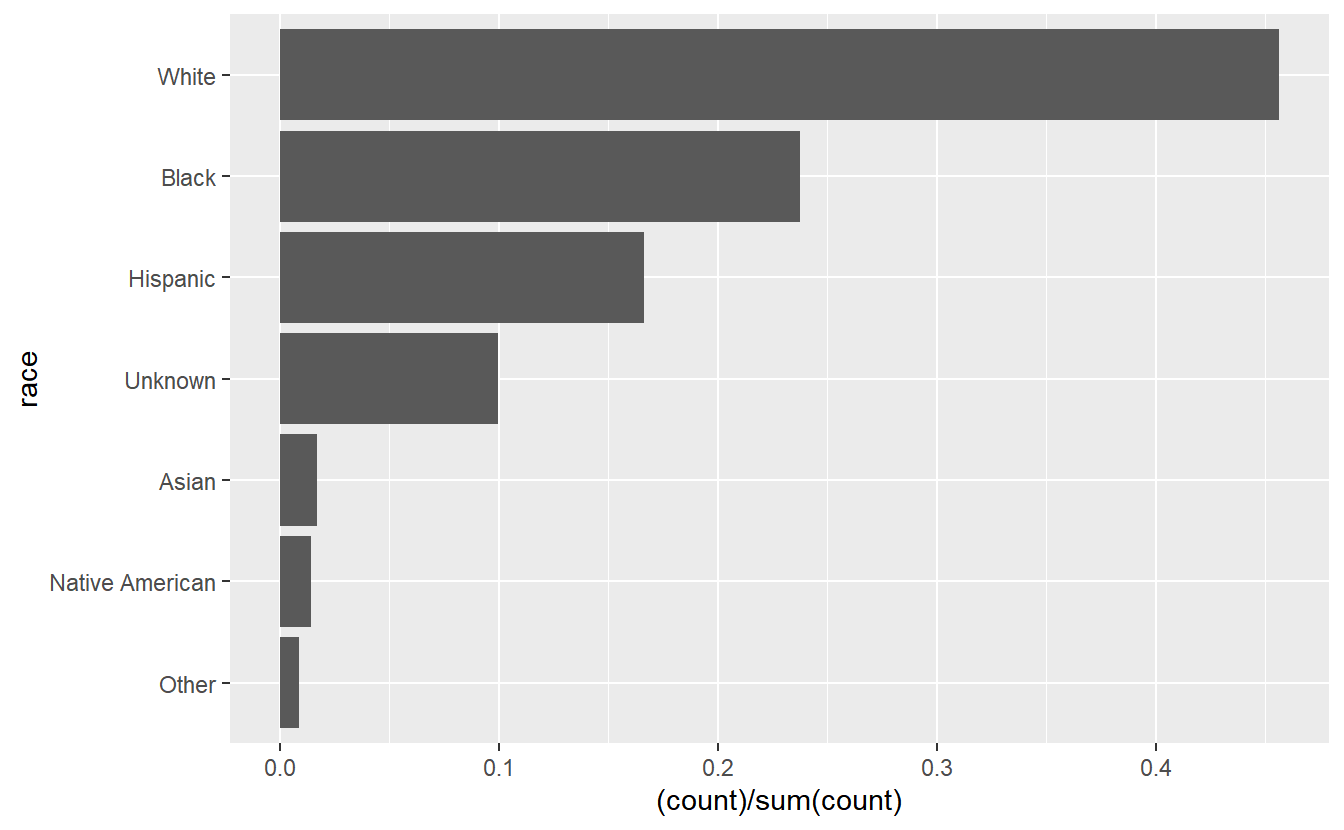 White
Black
Hispanic
Unknown
Asian
Native American
Other
race
0.0 0.1 0.2 0.3 0.4
(count)/sum(count)